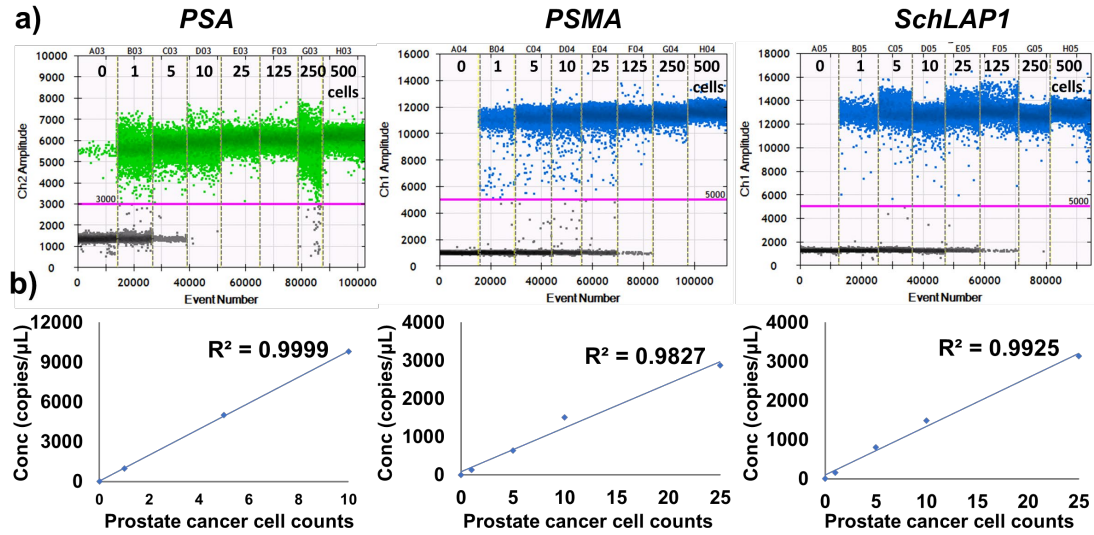 a)
PSA
PSMA
SchLAP1
A03 B03 C03 D03 E03 F03 G03 H03
0 1 5 10 25 125 250 500
cells
10000
9000
8000
7000
6000
5000
4000
3000
2000
1000
0
Ch2 Amplitude
3000
0 20000 40000 60000 80000 100000
Event Number
A04 B04 C04 D04 E04 F04 G04 H04
0 1 5 10 25 125 250 500
cells
16000
14000
12000
10000
8000
6000
4000
2000
0
Ch1 Amplitude
5000
0 20000 40000 60000 80000 100000
Event Number
A05 B05 C05 D05 E05 F05 G05 H05
0 1 5 10 25 125 250 500
cells
18000
16000
14000
12000
10000
8000
6000
4000
2000
0
Ch1 Amplitude
5000
0 20000 40000 60000 80000
Event Number
b)
12000
9000
6000
3000
0
Conc (copies/µL)
R² = 0.9999
0 2 4 6 8 10
Prostate cancer cell counts
4000
3000
2000
1000
0
Conc (copies/µL)
R² = 0.9827
0 5 10 15 20 25
Prostate cancer cell counts
4000
3000
2000
1000
0
Conc (copies/µL)
R² = 0.9925
0 5 10 15 20 25
Prostate cancer cell counts